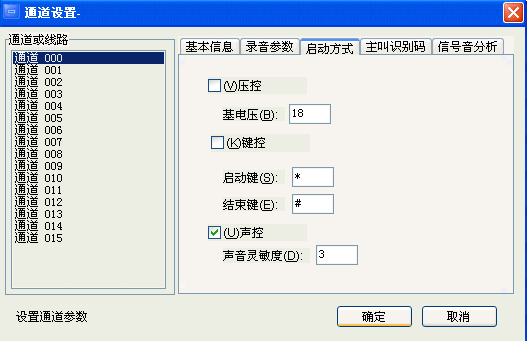 通道设置-
通道或线路
通道 000
通道 001
通道 002
通道 003
通道 004
通道 005
通道 006
通道 007
通道 008
通道 009
通道 010
通道 011
通道 012
通道 013
通道 014
通道 015
基本信息 录音参数 启动方式 主叫识别码 信号音分析
(V)压控
基电压(B): 18
(K)键控
启动键(S): *
结束键(E): #
(U)声控
声音灵敏度(D): 3
设置通道参数
确定 取消